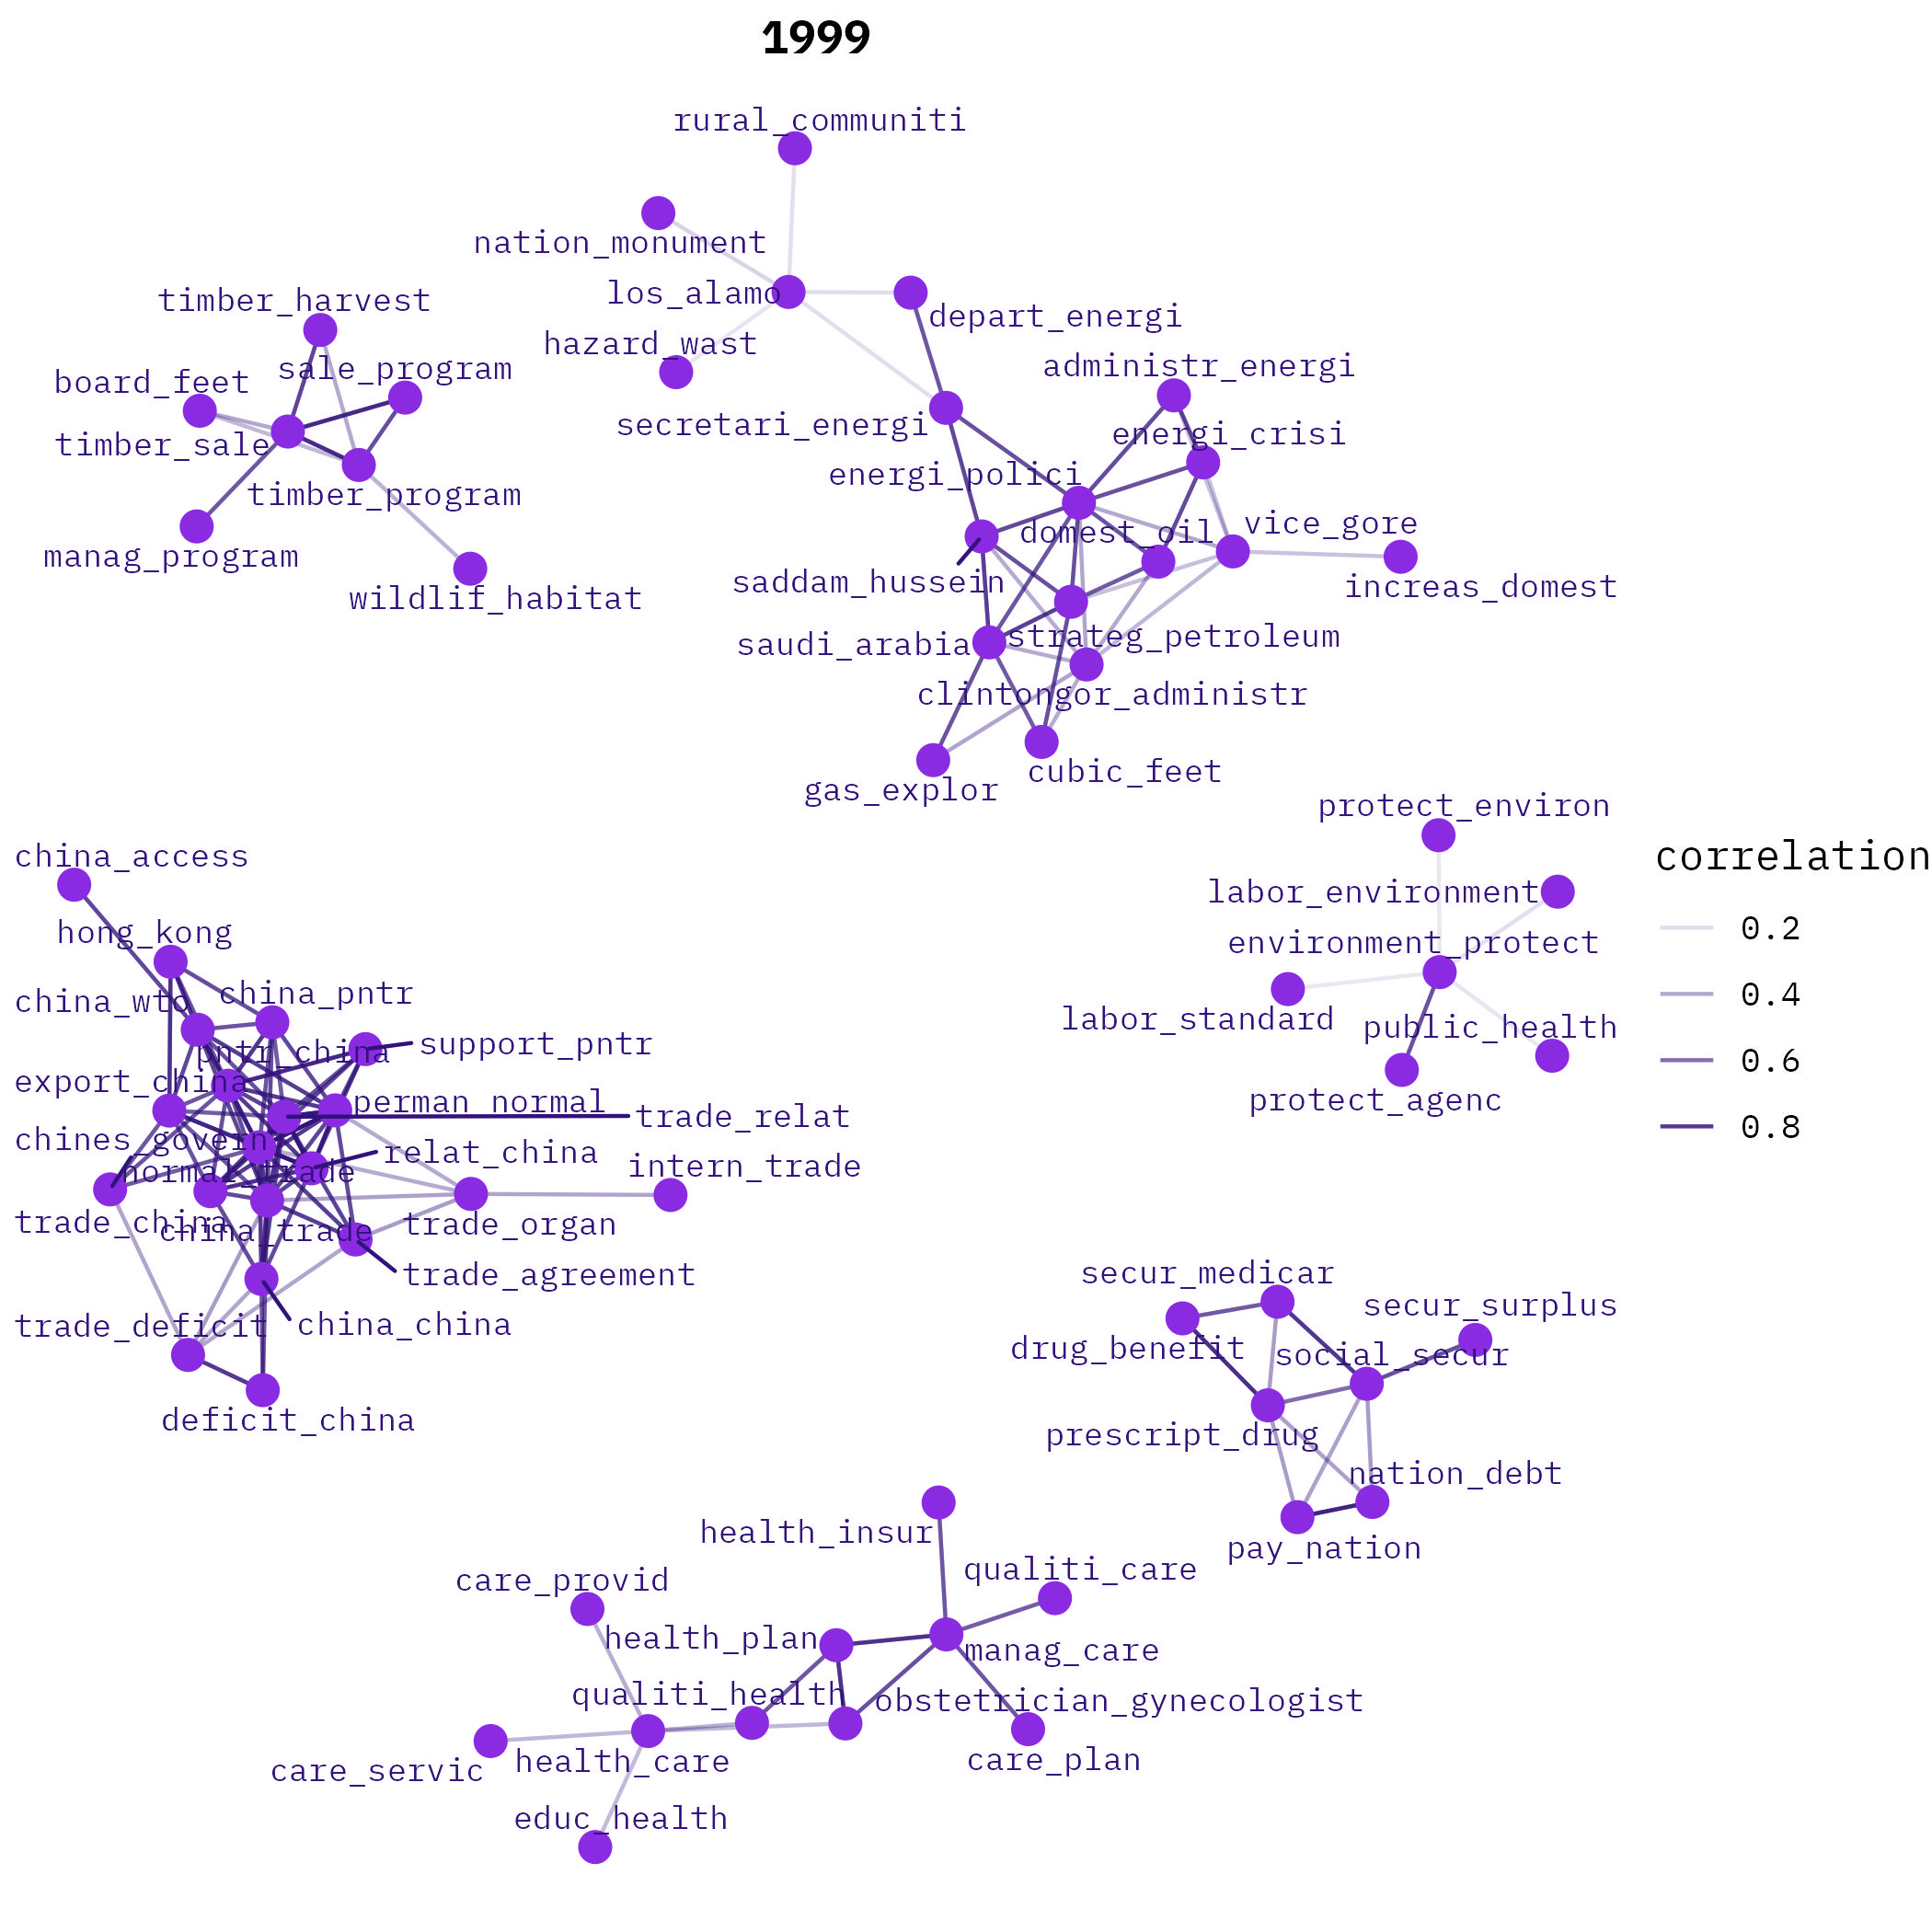 1999
rural_communiti
nation_monument
los_alamo
depart_energi
hazard_wast
timber_harvest
sale_program
board_feet
timber_sale
timber_program
manag_program
wildlif_habitat
administr_energi
secretari_energi
energi_crisi
energi_polici
domest_oil
vice_gore
saddam_hussein
increas_domest
saudi_arabia
strateg_petroleum
clintongor_administr
gas_explor
cubic_feet
protect_environ
labor_environment
environment_protect
labor_standard
public_health
protect_agenc
correlation
0.2
0.4
0.6
0.8
china_access
hong_kong
china_wto
china_pntr
support_pntr
pntr_china
export_china
perman_normal
trade_relat
chines_govern
relat_china
intern_trade
normal_trade
trade_china
china_trade
trade_organ
trade_agreement
trade_deficit
china_china
deficit_china
secur_medicar
secur_surplus
drug_benefit
social_secur
prescript_drug
nation_debt
pay_nation
health_insur
qualiti_care
care_provid
health_plan
manag_care
qualiti_health
obstetrician_gynecologist
care_servic
health_care
care_plan
educ_health